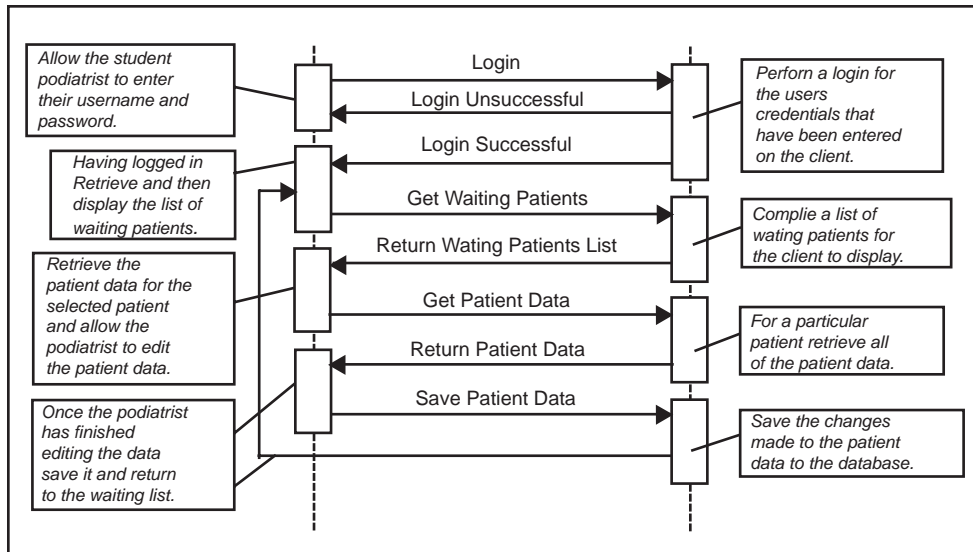 Allow the student
podiatrist to enter
their username and
password.
Having logged in
Retrieve and then
display the list of
waiting patients.
Retrieve the
patient data for the
selected patient
and allow the
podiatrist to edit
the patient data.
Once the podiatrist
has finished
editing the data
save it and return
to the waiting list.
Login
Login Unsuccessful
Login Successful
Get Waiting Patients
Return Wating Patients List
Get Patient Data
Return Patient Data
Save Patient Data
Perforn a login for
the users
credentials that
have been entered
on the client.
Complie a list of
wating patients for
the client to display.
For a particular
patient retrieve all
of the patient data.
Save the changes
made to the patient
data to the database.